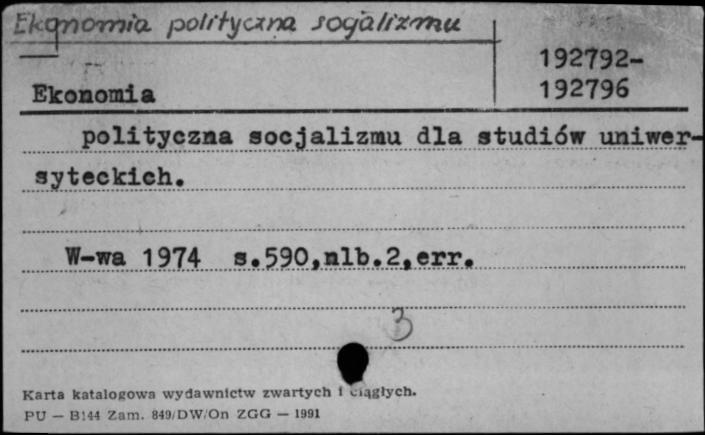 Ekonomia polityczna socjalizmu
192792-
192796
Ekonomia
polityczna socjalizmu dla studiów uniwer-
syteckich.
W-wa 1974 s.590,nlb.2,err.
3
Karta katalogowa wydawnictw zwartych i ciągłych.
PU — B144 Zam. 849/DW/On ZGG — 1991